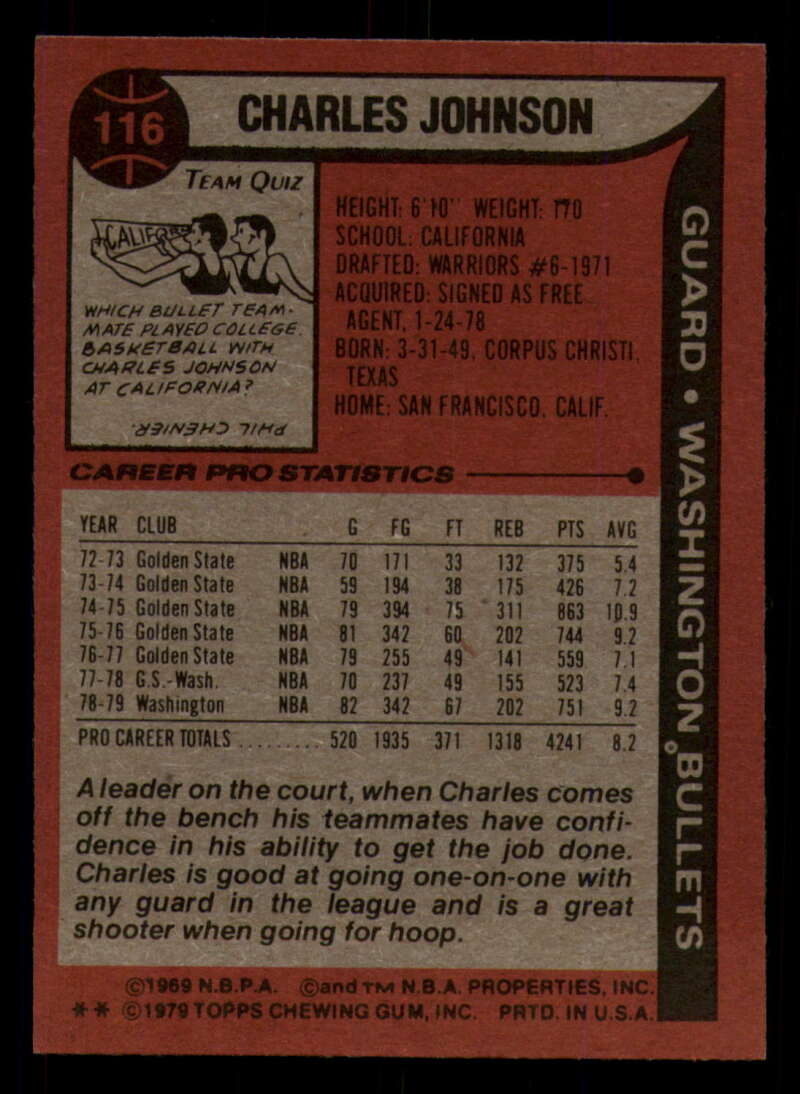 116
CHARLES JOHNSON
TEAM QUIZ
CALIF
WHICH BULLET TEAM-
MATE PLAYED COLLEGE
BASKETBALL WITH
CHARLES JOHNSON
AT CALIFORNIA?
PHIL CHENIER.
HEIGHT: 6'10" WEIGHT: 170
SCHOOL: CALIFORNIA
DRAFTED: WARRIORS #6-1971
ACQUIRED: SIGNED AS FREE
AGENT, 1-24-78
BORN: 3-31-49, CORPUS CHRISTI,
TEXAS
HOME: SAN FRANCISCO, CALIF.
GUARD • WASHINGTON BULLETS
CAREER PRO STATISTICS
YEAR CLUB G FG FT REB PTS AVG
72-73 Golden State NBA 70 171 33 132 375 5.4
73-74 Golden State NBA 59 194 38 175 426 7.2
74-75 Golden State NBA 79 394 75 311 863 10.9
75-76 Golden State NBA 81 342 60 202 744 9.2
76-77 Golden State NBA 79 255 49 141 559 7.1
77-78 G.S.-Wash. NBA 70 237 49 155 523 7.4
78-79 Washington NBA 82 342 67 202 751 9.2
PRO CAREER TOTALS ......... 520 1935 371 1318 4241 8.2
A leader on the court, when Charles comes
off the bench his teammates have confi-
dence in his ability to get the job done.
Charles is good at going one-on-one with
any guard in the league and is a great
shooter when going for hoop.
©1969 N.B.P.A. ©and TM N.B.A. PROPERTIES, INC.
** ©1979 TOPPS CHEWING GUM, INC. PRTD. IN U.S.A.